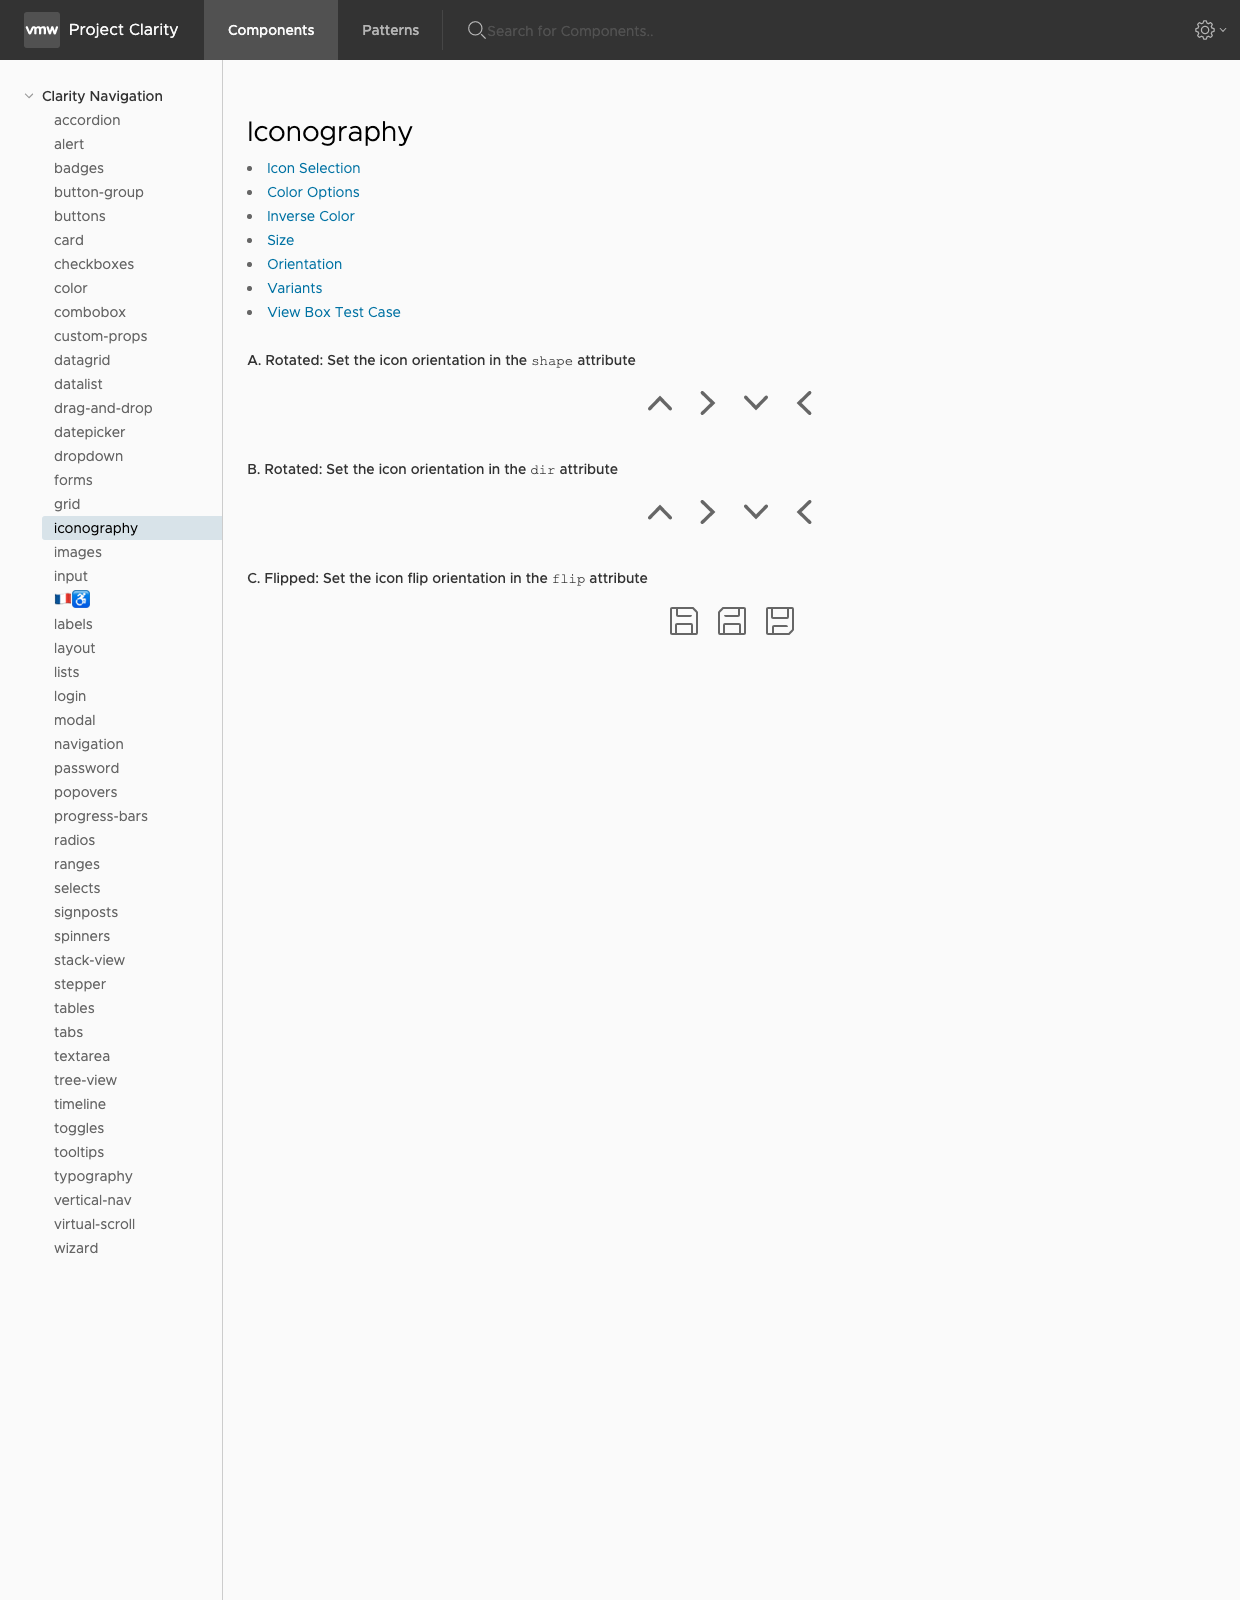 vmw Project Clarity Components Patterns Search for Components..
Clarity Navigation
accordion
alert
badges
button-group
buttons
card
checkboxes
color
combobox
custom-props
datagrid
datalist
drag-and-drop
datepicker
dropdown
forms
grid
iconography
images
input
🇫🇷♿
labels
layout
lists
login
modal
navigation
password
popovers
progress-bars
radios
ranges
selects
signposts
spinners
stack-view
stepper
tables
tabs
textarea
tree-view
timeline
toggles
tooltips
typography
vertical-nav
virtual-scroll
wizard
Iconography
Icon Selection
Color Options
Inverse Color
Size
Orientation
Variants
View Box Test Case
A. Rotated: Set the icon orientation in the shape attribute
B. Rotated: Set the icon orientation in the dir attribute
C. Flipped: Set the icon flip orientation in the flip attribute